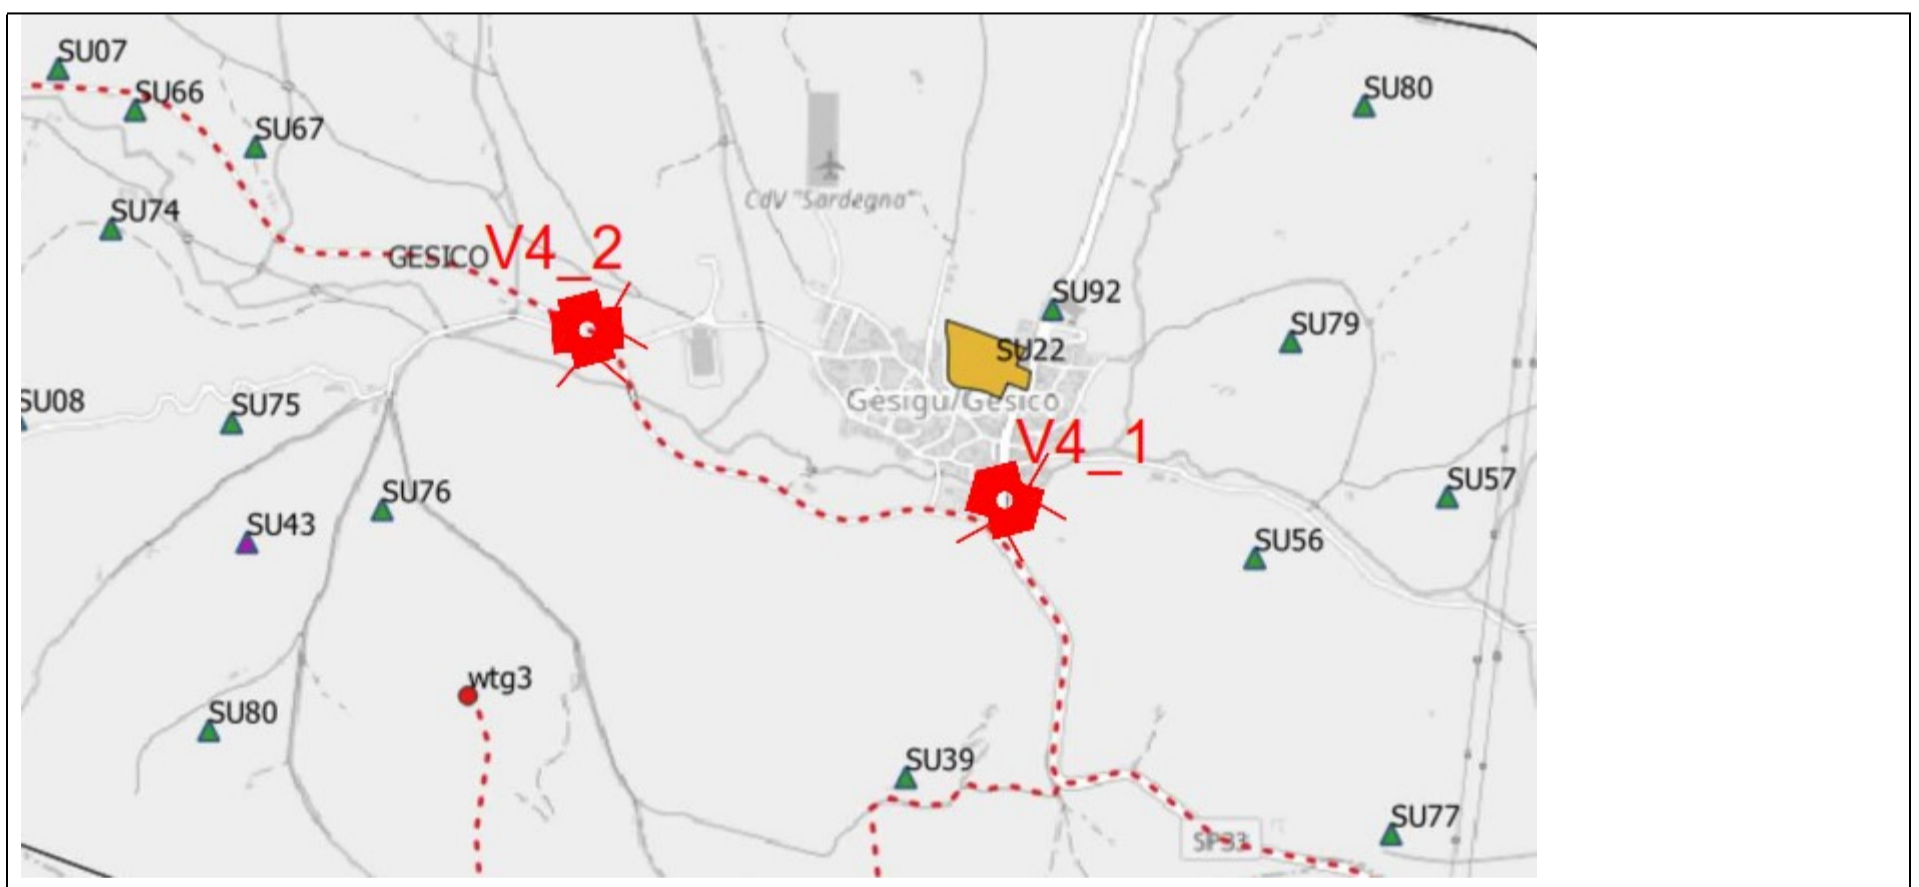 SU07
SU66
SU80
SU67
CdV "Sardegna"
SU74
GESICO
V4_2
SU92
SU79
SU22
SU08
SU75
Gèsigu/Gesico
V4_1
SU57
SU76
SU43
SU56
wtg3
SU80
SU39
SU77
SP33